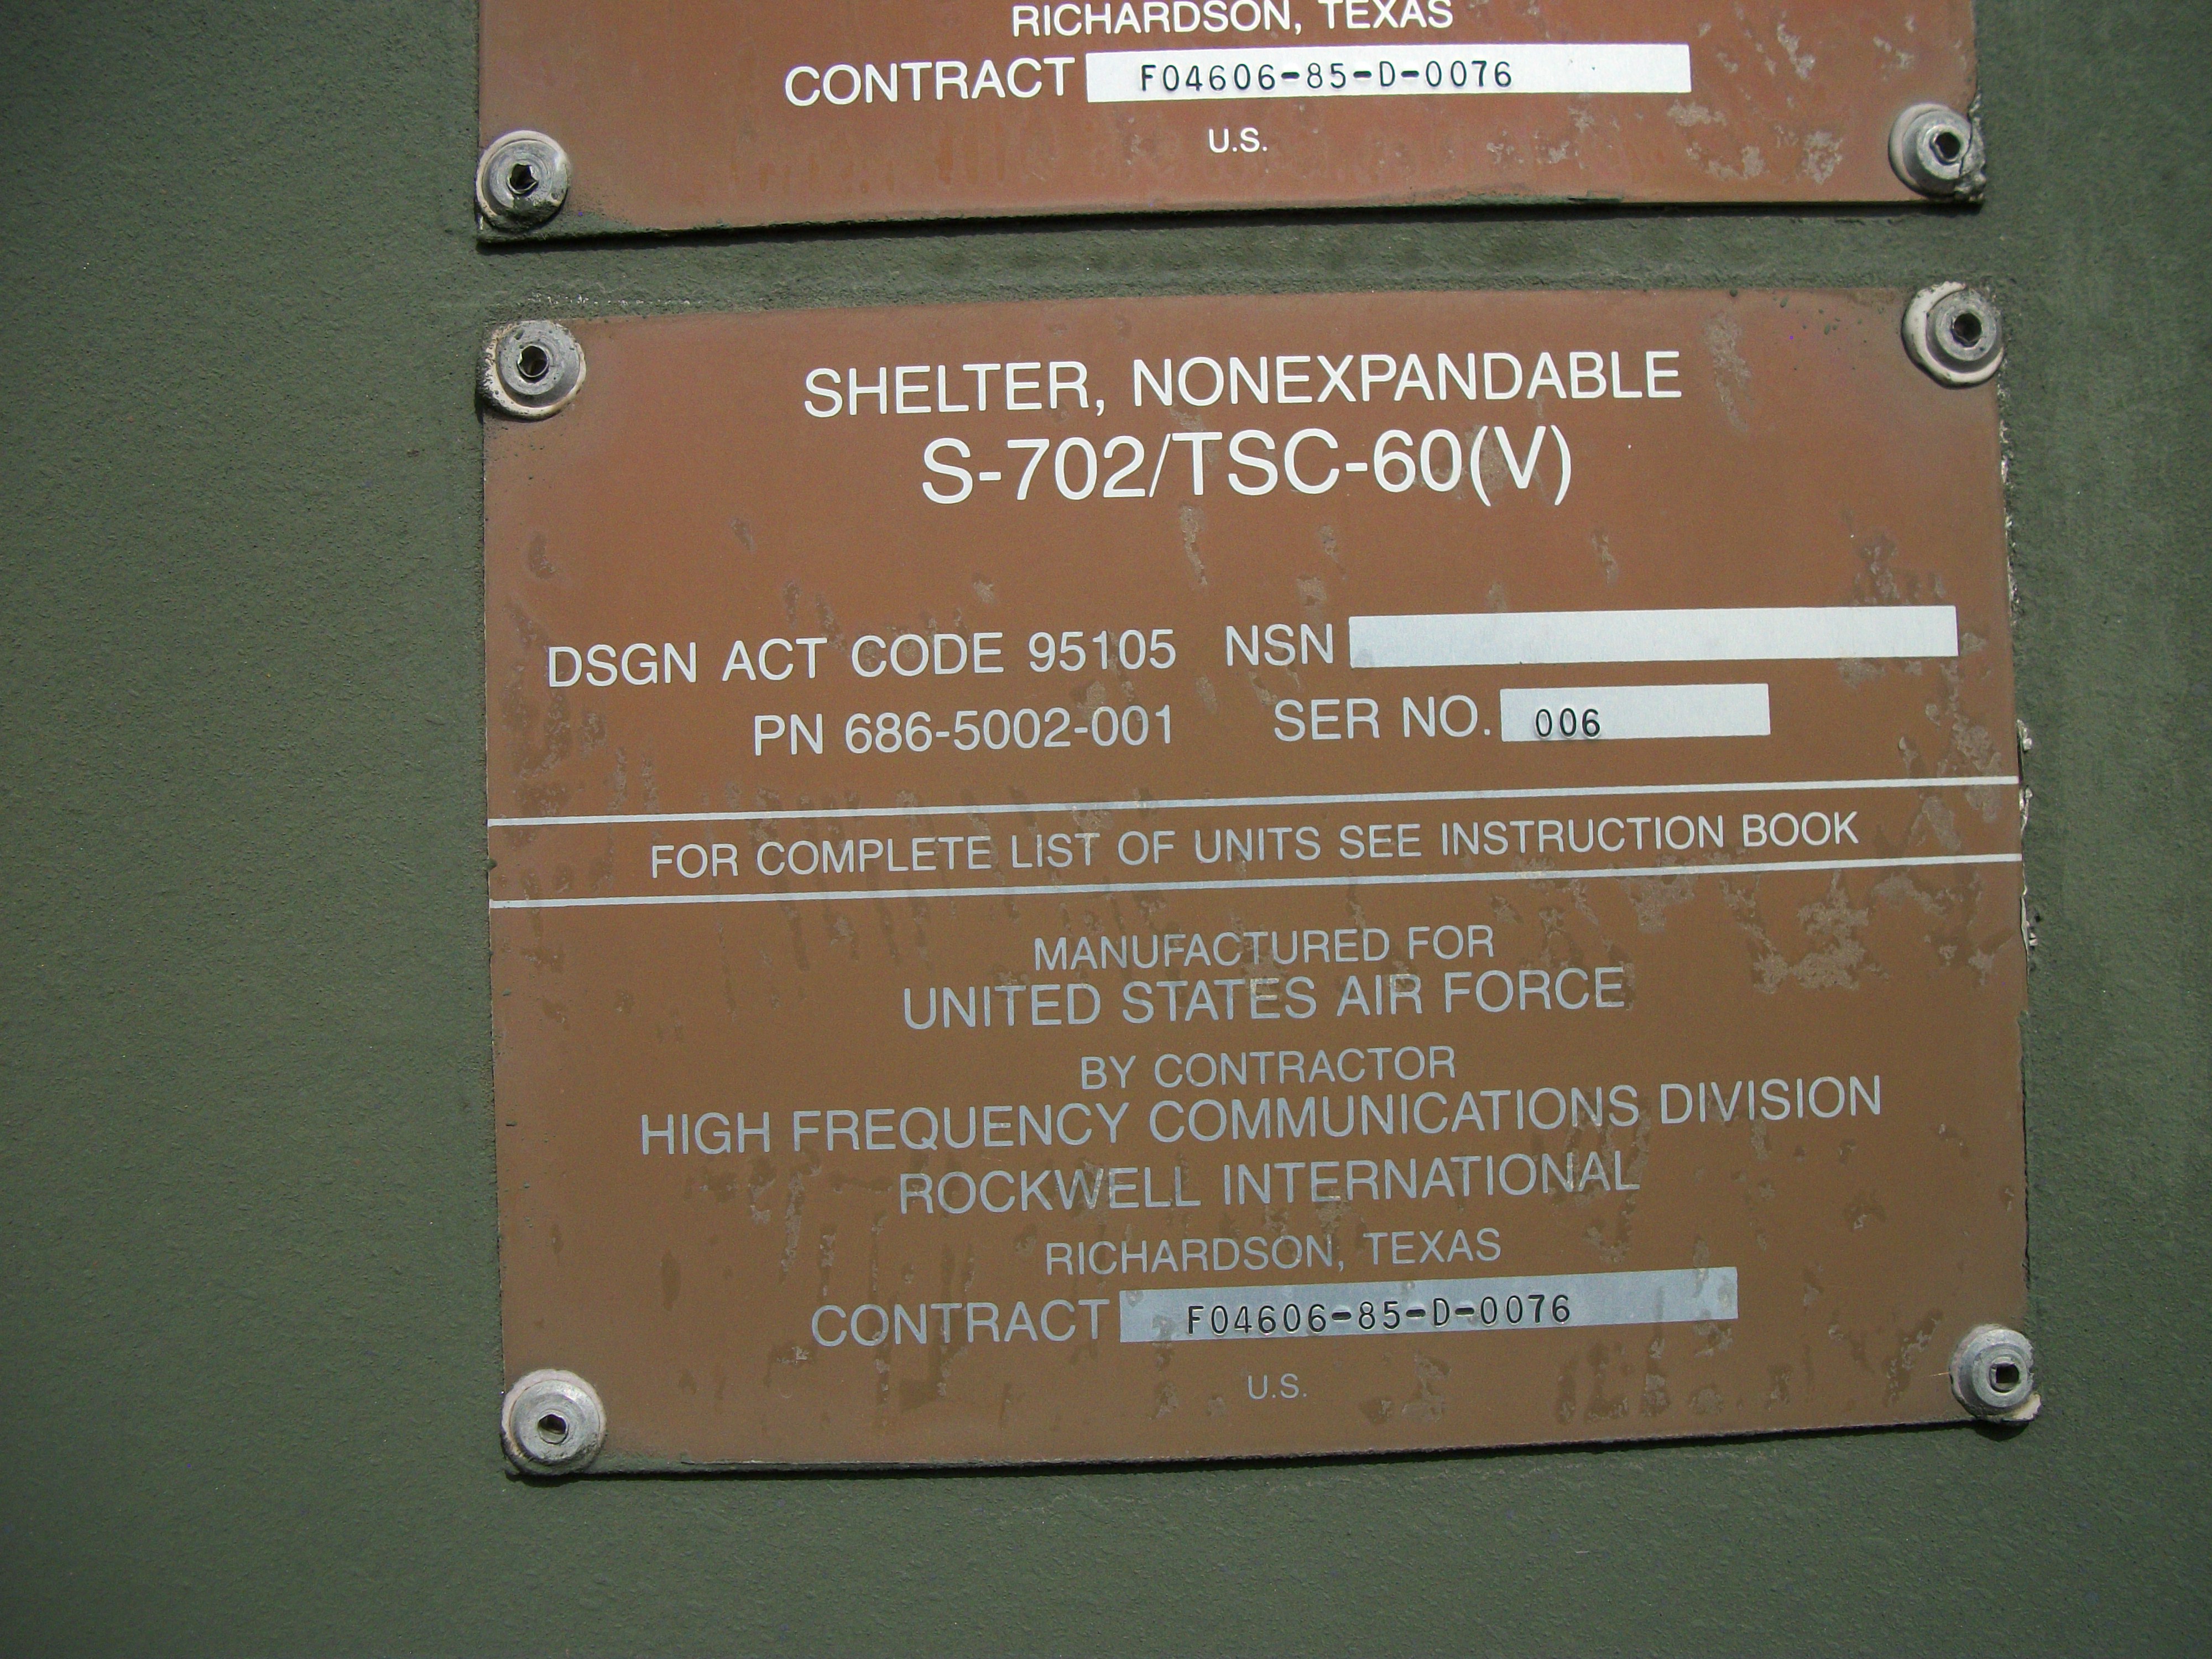 RICHARDSON, TEXAS
CONTRACT F04606-85-D-0076
U.S.
SHELTER, NONEXPANDABLE
S-702/TSC-60(V)
DSGN ACT CODE 95105 NSN
PN 686-5002-001 SER NO. 006
FOR COMPLETE LIST OF UNITS SEE INSTRUCTION BOOK
MANUFACTURED FOR
UNITED STATES AIR FORCE
BY CONTRACTOR
HIGH FREQUENCY COMMUNICATIONS DIVISION
ROCKWELL INTERNATIONAL
RICHARDSON, TEXAS
CONTRACT F04606-85-D-0076
U.S.